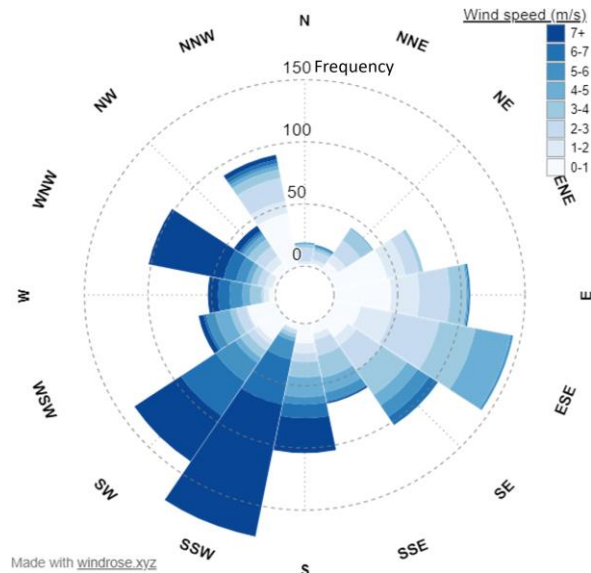 Wind speed (m/s)
7+
6-7
5-6
4-5
3-4
2-3
1-2
0-1
N
NNE
NE
ENE
E
ESE
SE
SSE
S
SSW
SW
WSW
W
WNW
NW
NNW
150 Frequency
100
50
0
Made with windrose.xyz